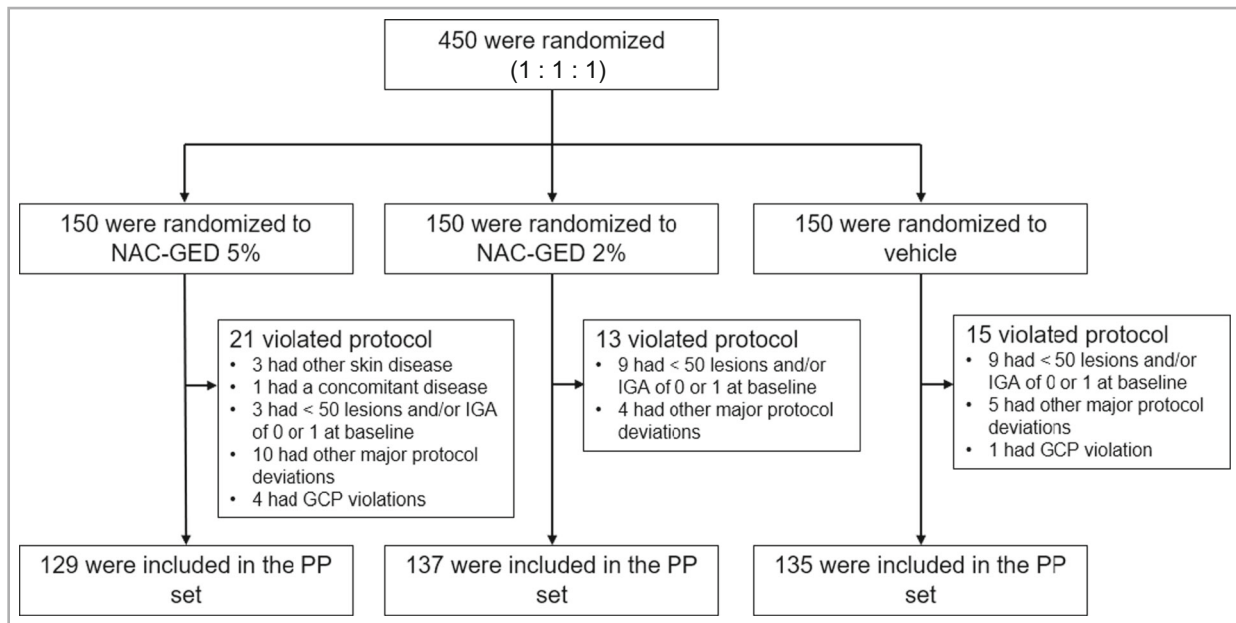 450 were randomized
(1 : 1 : 1)
150 were randomized to
NAC-GED 5%
150 were randomized to
NAC-GED 2%
150 were randomized to
vehicle
21 violated protocol
• 3 had other skin disease
• 1 had a concomitant disease
• 3 had < 50 lesions and/or IGA
of 0 or 1 at baseline
• 10 had other major protocol
deviations
• 4 had GCP violations
13 violated protocol
• 9 had < 50 lesions and/or
IGA of 0 or 1 at baseline
• 4 had other major protocol
deviations
15 violated protocol
• 9 had < 50 lesions and/or
IGA of 0 or 1 at baseline
• 5 had other major protocol
deviations
• 1 had GCP violation
129 were included in the PP
set
137 were included in the PP
set
135 were included in the PP
set